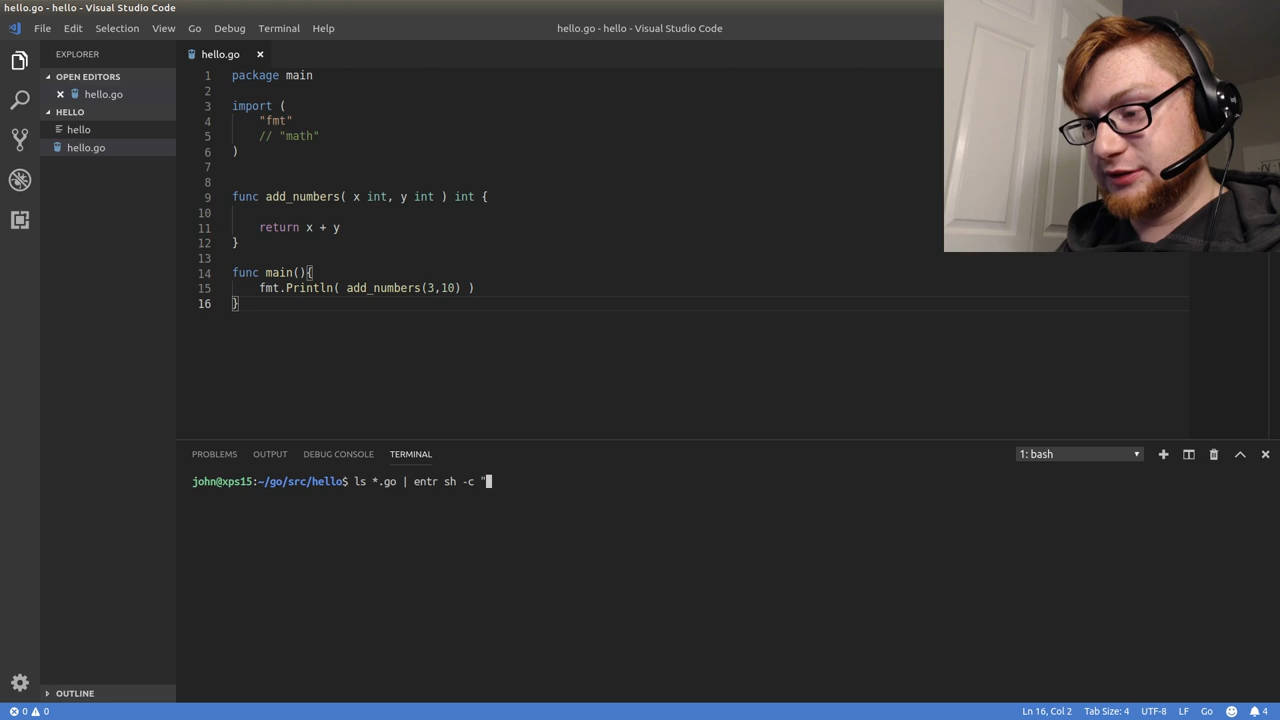 hello.go - hello - Visual Studio Code
File Edit Selection View Go Debug Terminal Help hello.go - hello - Visual Studio Code
EXPLORER
OPEN EDITORS
hello.go
HELLO
hello
hello.go
OUTLINE
hello.go
1 package main
2
3 import (
4 "fmt"
5 // "math"
6 )
7
8
9 func add_numbers( x int, y int ) int {
10
11 return x + y
12 }
13
14 func main(){
15 fmt.Println( add_numbers(3,10) )
16 }
PROBLEMS OUTPUT DEBUG CONSOLE TERMINAL 1: bash
john@xps15:~/go/src/hello$ ls *.go | entr sh -c "
0 0 Ln 16, Col 2 Tab Size: 4 UTF-8 LF Go 4